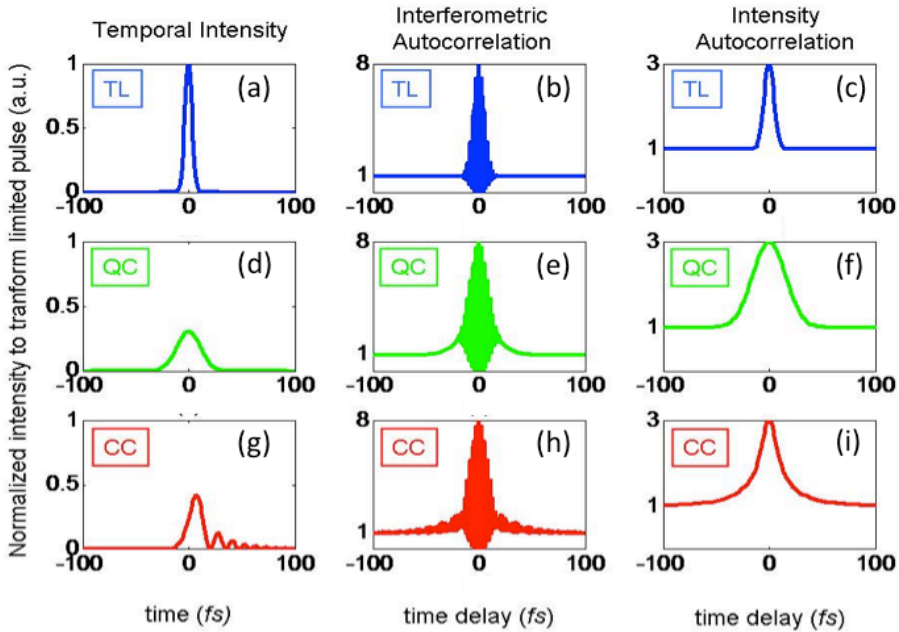 Temporal Intensity
Interferometric
Autocorrelation
Intensity
Autocorrelation
Normalized intensity to tranform limited pulse (a.u.)
1
0.5
0
TL
(a)
-100 0 100
8
1
TL
(b)
-100 0 100
3
1
TL
(c)
-100 0 100
1
0.5
0
QC
(d)
-100 0 100
8
1
QC
(e)
-100 0 100
3
1
QC
(f)
-100 0 100
1
0.5
0
CC
(g)
-100 0 100
8
1
CC
(h)
-100 0 100
3
1
CC
(i)
-100 0 100
time (fs)
time delay (fs)
time delay (fs)